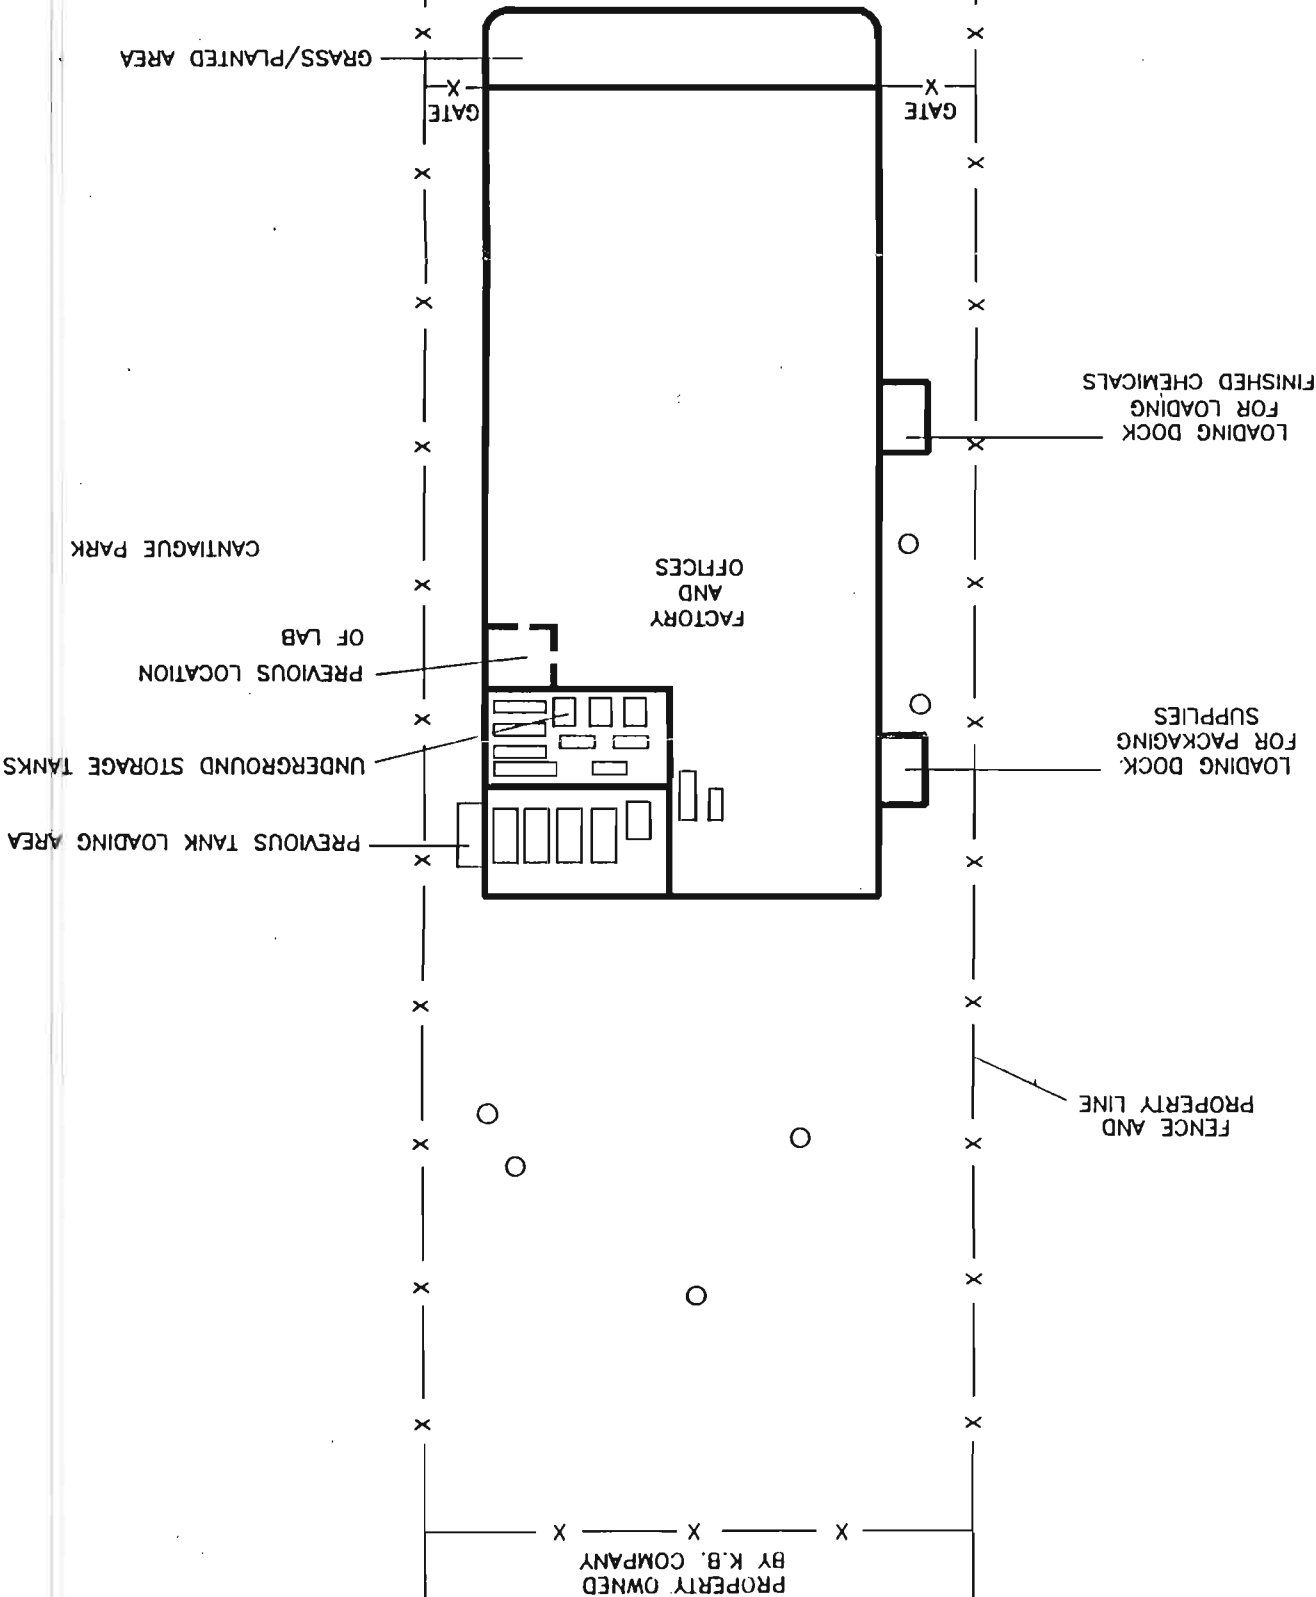 PROPERTY OWNED
BY K.B. COMPANY
FENCE AND
PROPERTY LINE
PREVIOUS TANK LOADING AREA
LOADING DOCK
FOR PACKAGING
SUPPLIES
UNDERGROUND STORAGE TANKS
PREVIOUS LOCATION
OF LAB
FACTORY
AND
OFFICES
CANTIAGUE PARK
LOADING DOCK
FOR LOADING
FINISHED CHEMICALS
GATE
GATE
GRASS/PLANTED AREA